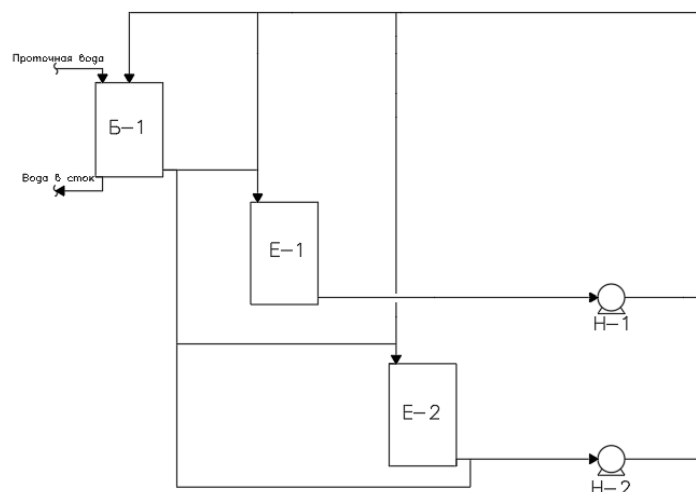 Проточная вода
Б-1
Вода в сток
Е-1
Н-1
Е-2
Н-2